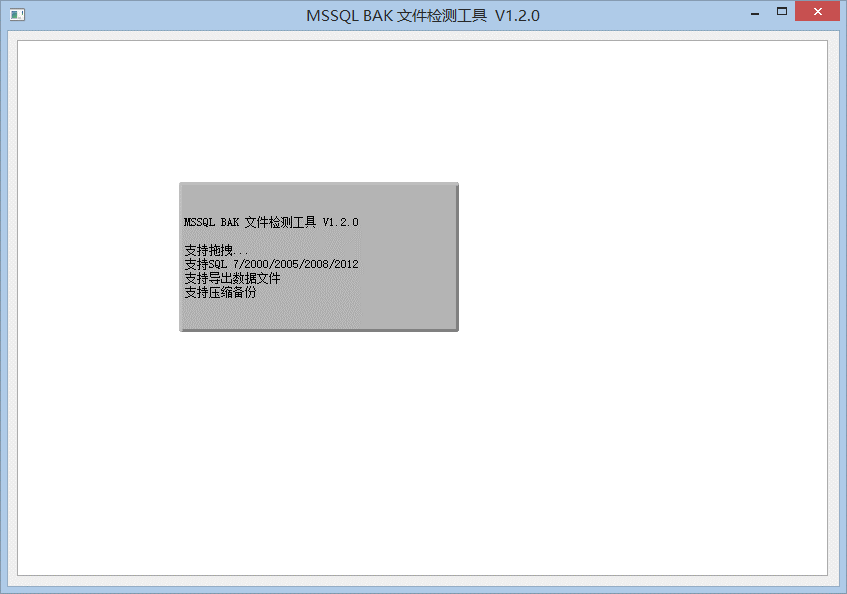 MSSQL BAK 文件检测工具 V1.2.0
MSSQL BAK 文件检测工具 V1.2.0
支持拖拽...
支持SQL 7/2000/2005/2008/2012
支持导出数据文件
支持压缩备份